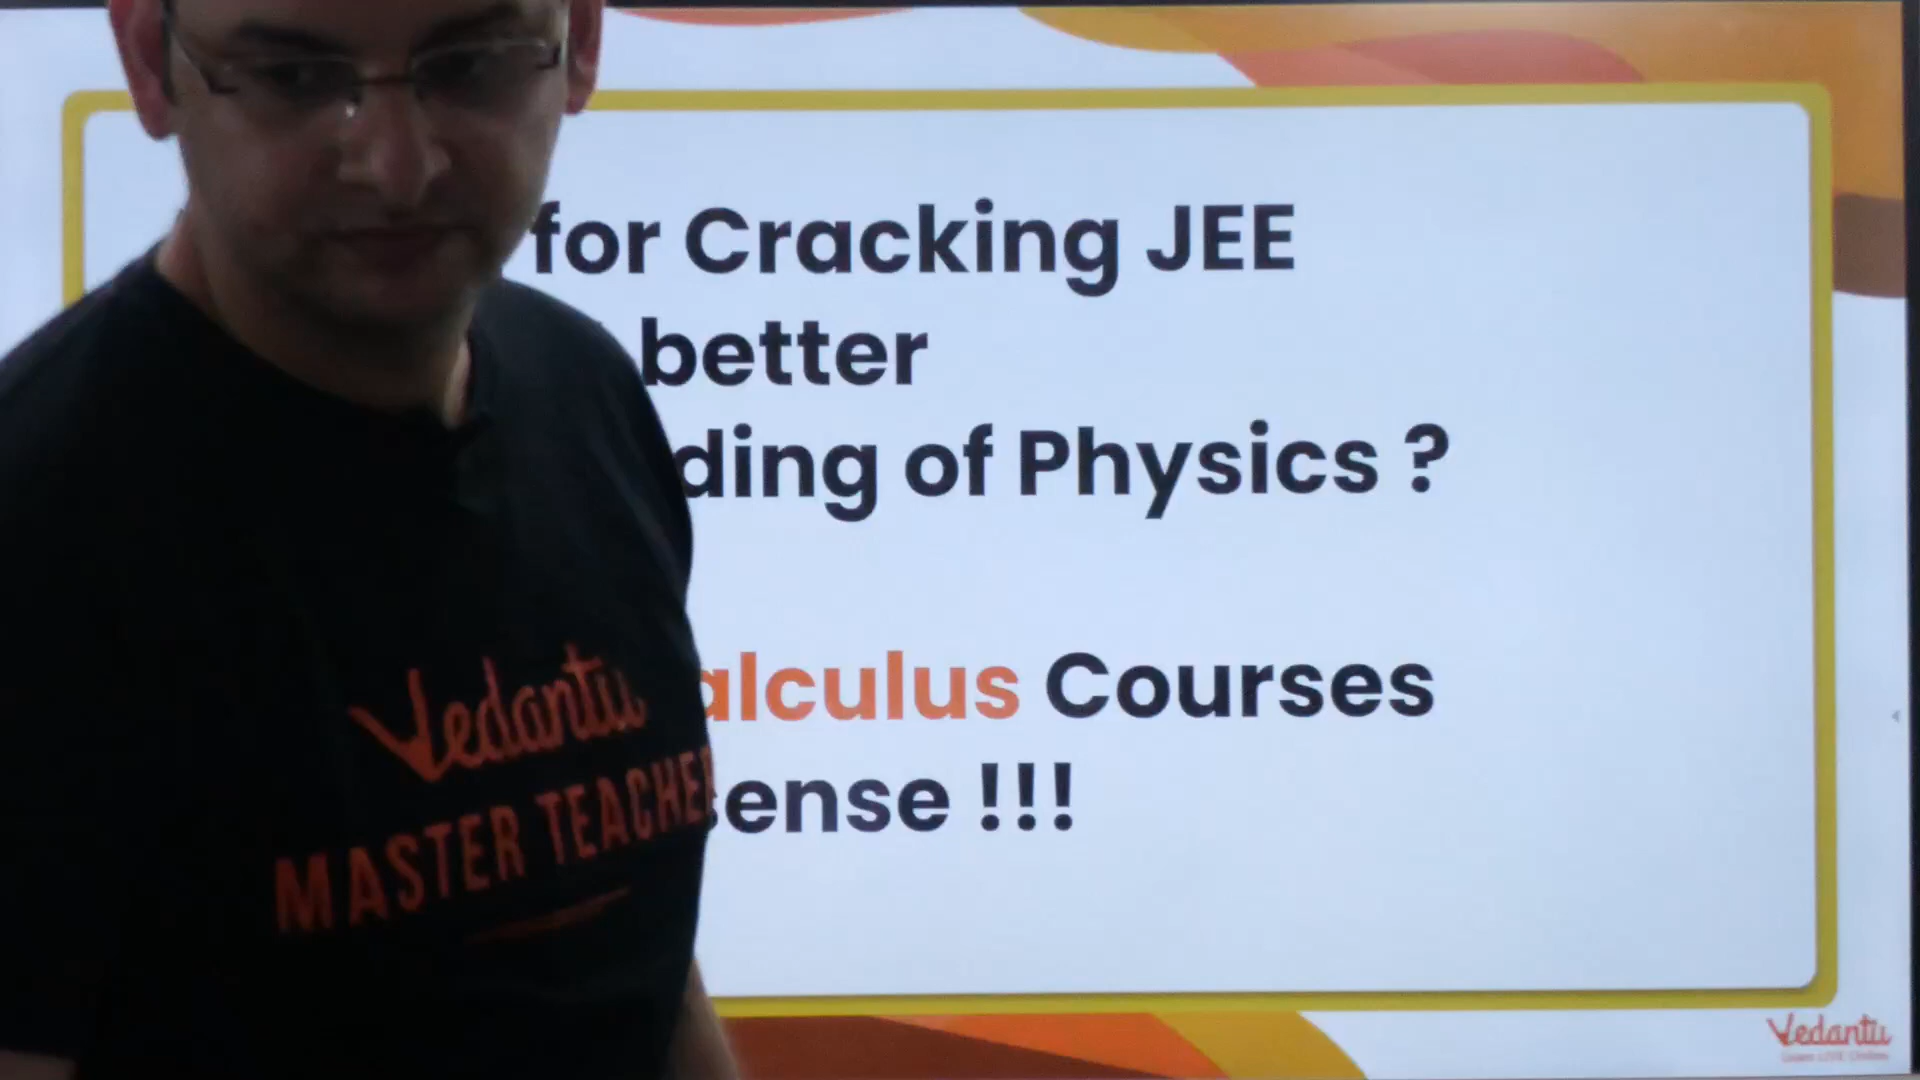 for Cracking JEE
better
ding of Physics ?
alculus Courses
ense !!!
Vedantu
MASTER TEACHER
Vedantu